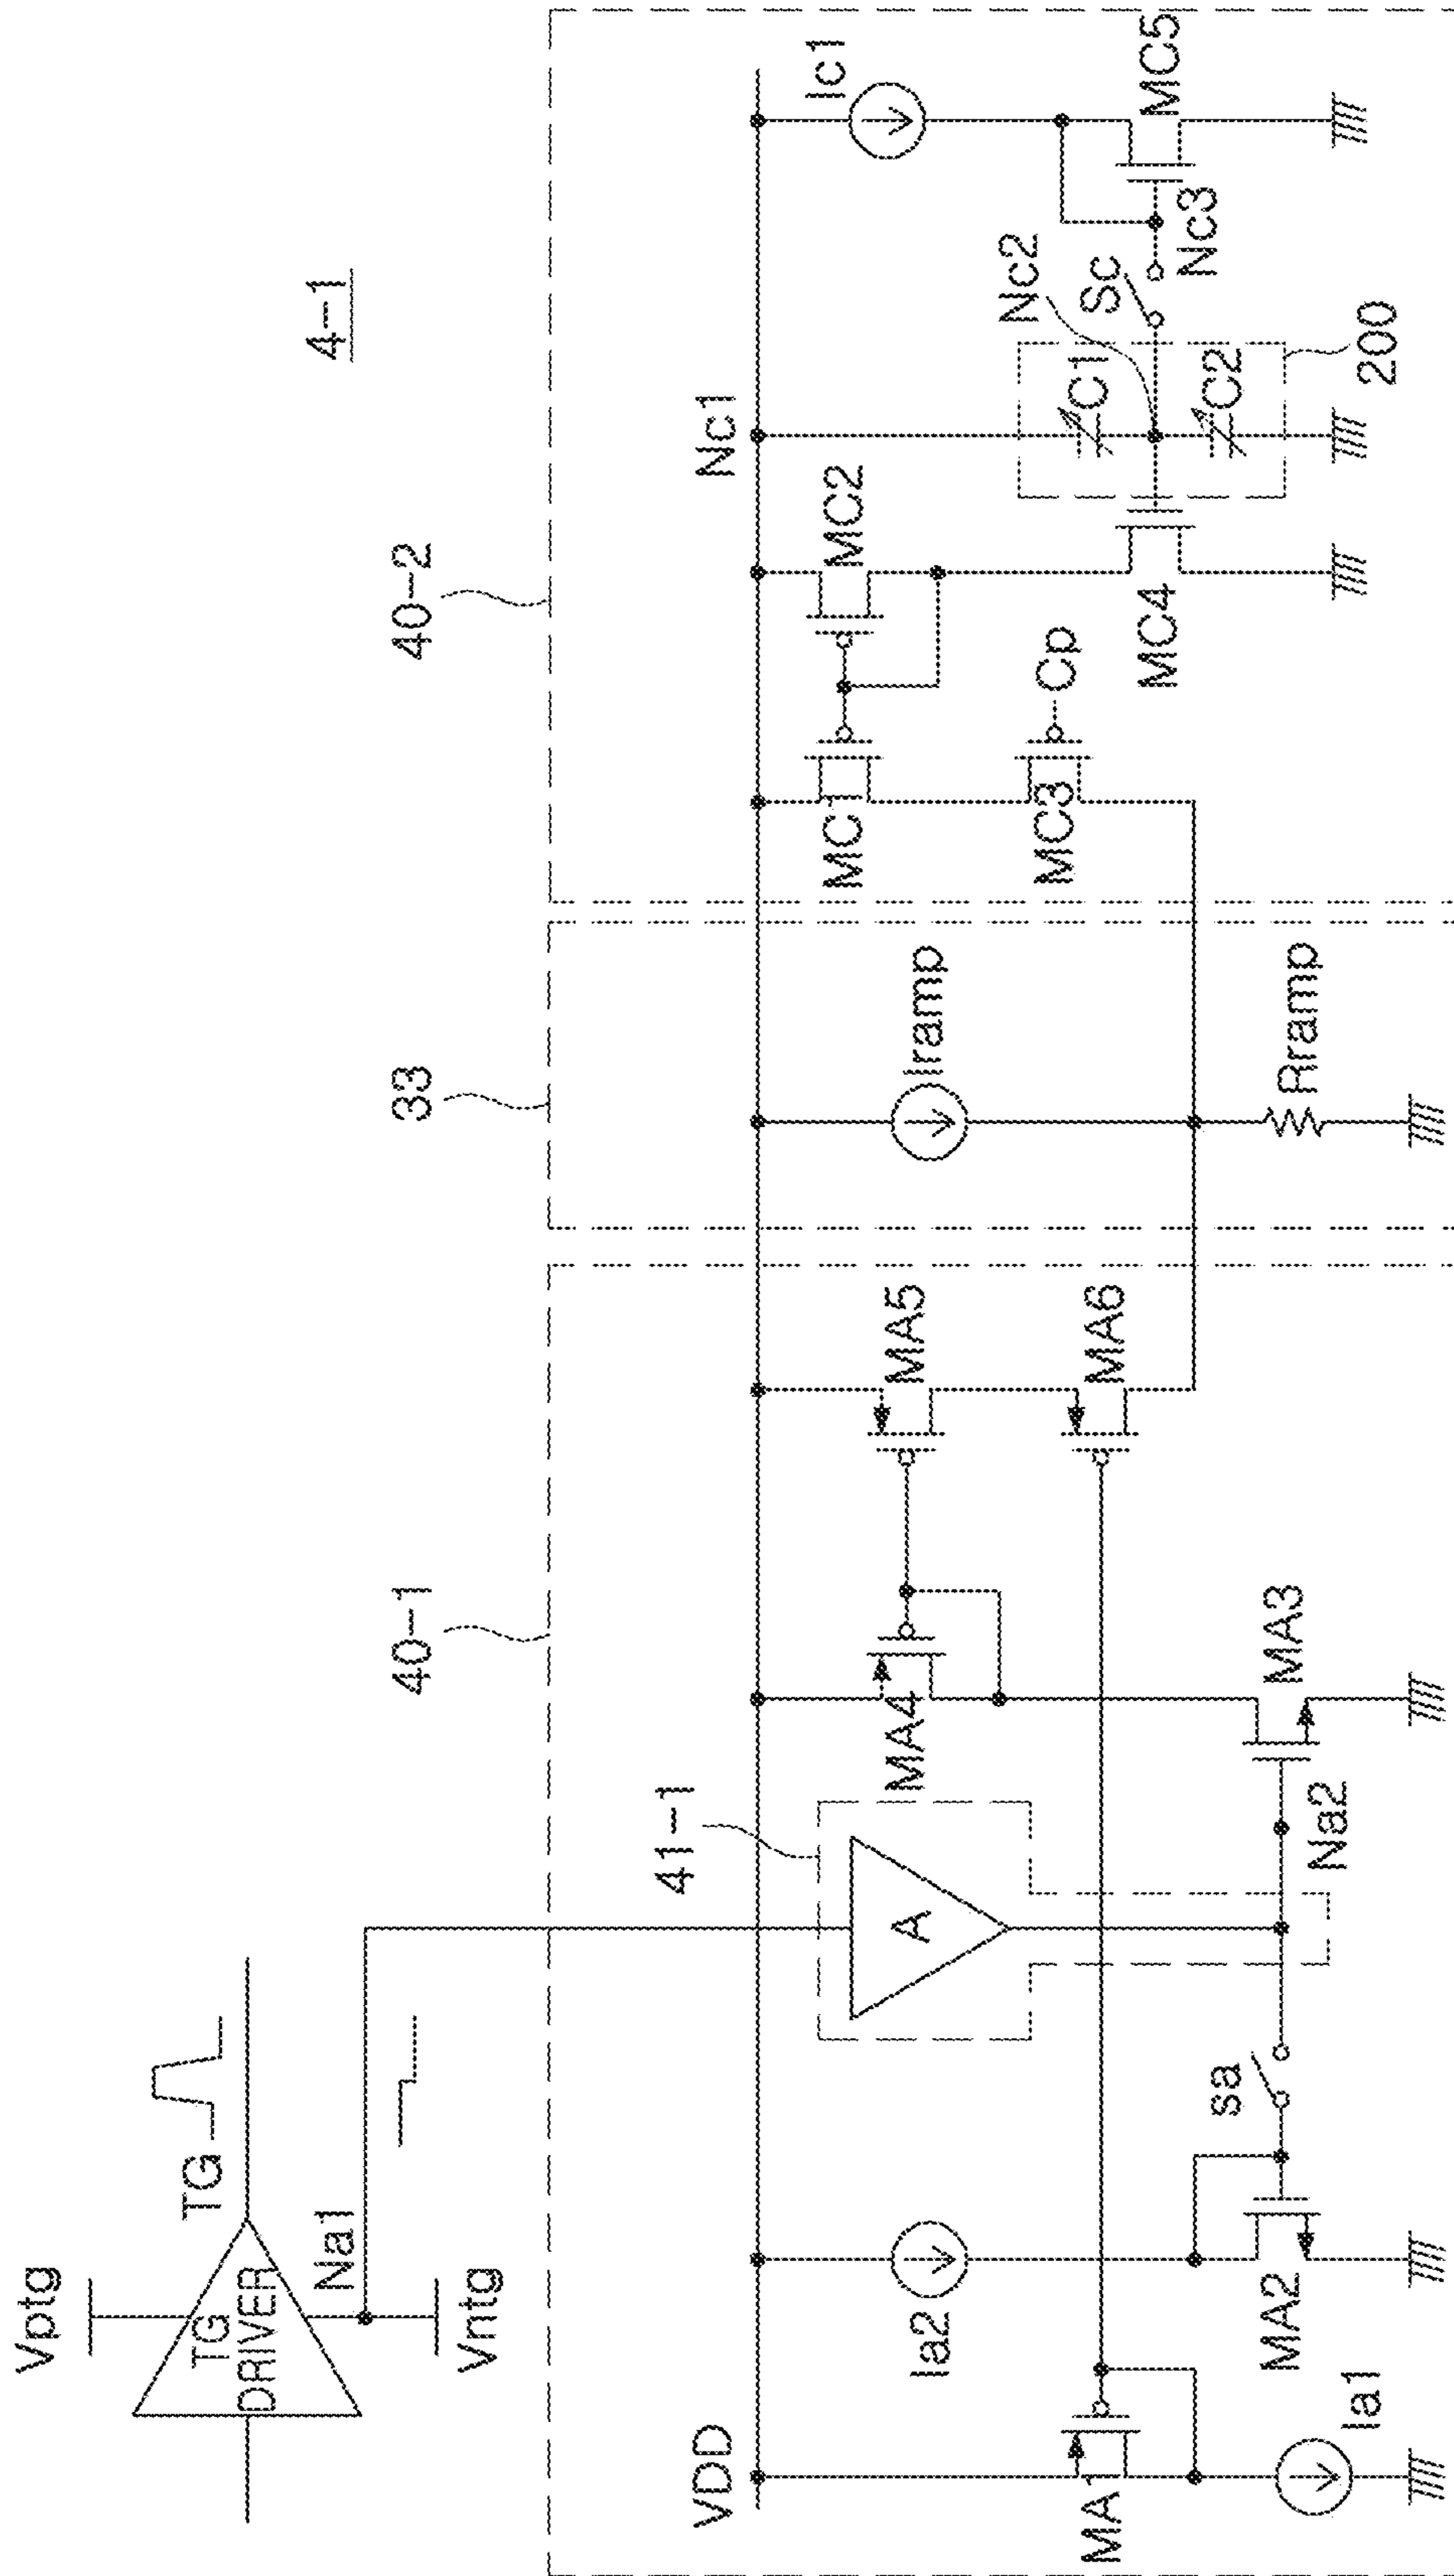 4-1
Vptg
TG
DRIVER
TG
Na1
Vntg
40-1
33
40-2
VDD
41-1
Nc1
A
MA1
Ia1
Ia2
MA2
sa
Na2
MA3
MA4
MA5
MA6
Iramp
Rramp
MC1
MC2
MC3
Cp
MC4
C1
C2
200
Nc2
Sc
Nc3
Ic1
MC5